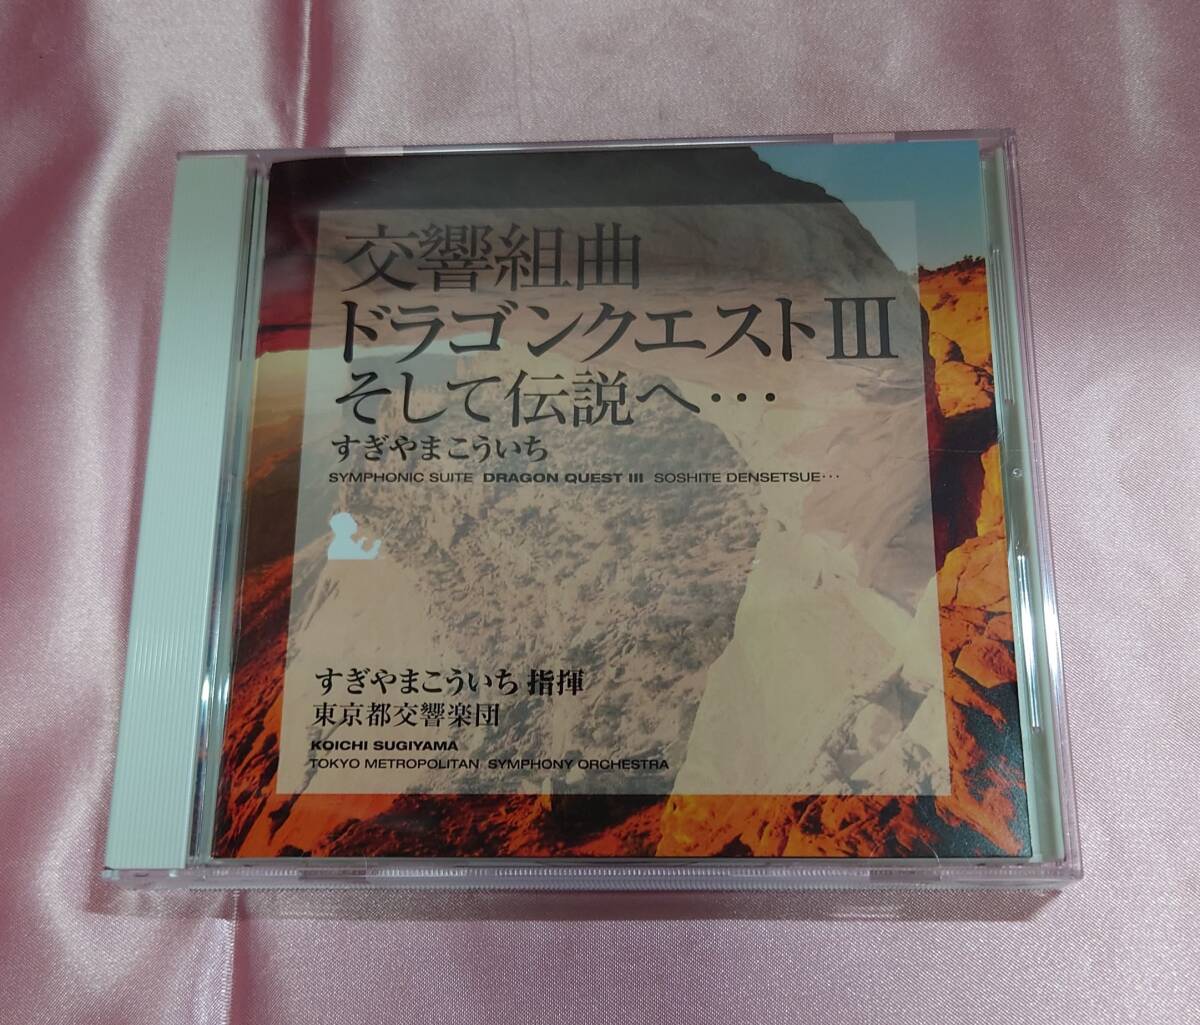 交響組曲
ドラゴンクエストIII
そして伝説へ・・・
すぎやまこういち
SYMPHONIC SUITE DRAGON QUEST III SOSHITE DENSETSUE・・・
すぎやまこういち 指揮
東京都交響楽団
KOICHI SUGIYAMA
TOKYO METROPOLITAN SYMPHONY ORCHESTRA